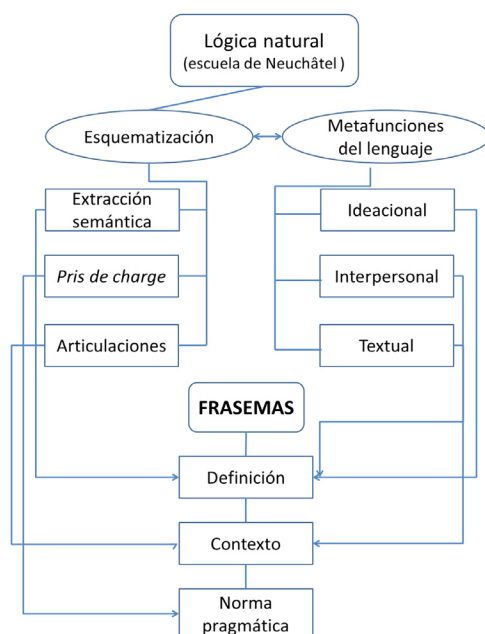 Lógica natural
(escuela de Neuchâtel )
Esquematización
Metafunciones
del lenguaje
Extracción
semántica
Ideacional
Pris de charge
Interpersonal
Articulaciones
Textual
FRASEMAS
Definición
Contexto
Norma
pragmática